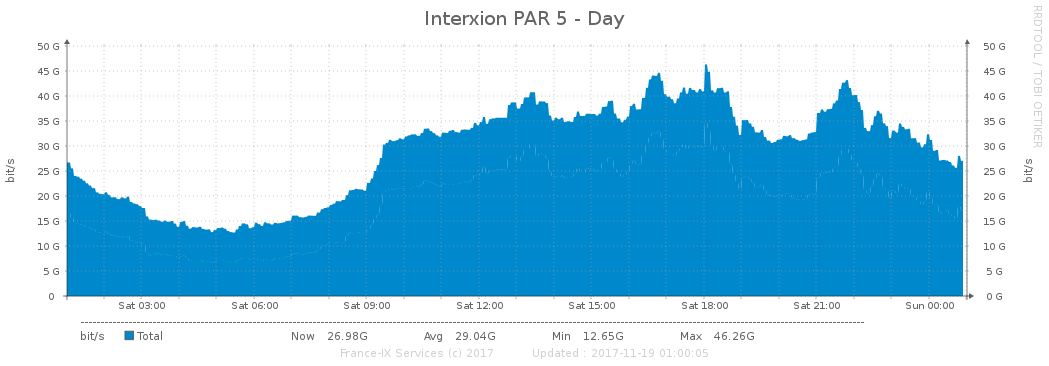 Interxion PAR 5 - Day
RRDTOOL / TOBI OETIKER
bit/s
50 G 50 G
45 G 45 G
40 G 40 G
35 G 35 G
30 G 30 G
25 G 25 G
20 G 20 G
15 G 15 G
10 G 10 G
5 G 5 G
0 0 G
bit/s
Sat 03:00 Sat 06:00 Sat 09:00 Sat 12:00 Sat 15:00 Sat 18:00 Sat 21:00 Sun 00:00
bit/s Total Now 26.98G Avg 29.04G Min 12.65G Max 46.26G
France-IX Services (c) 2017 Updated : 2017-11-19 01:00:05